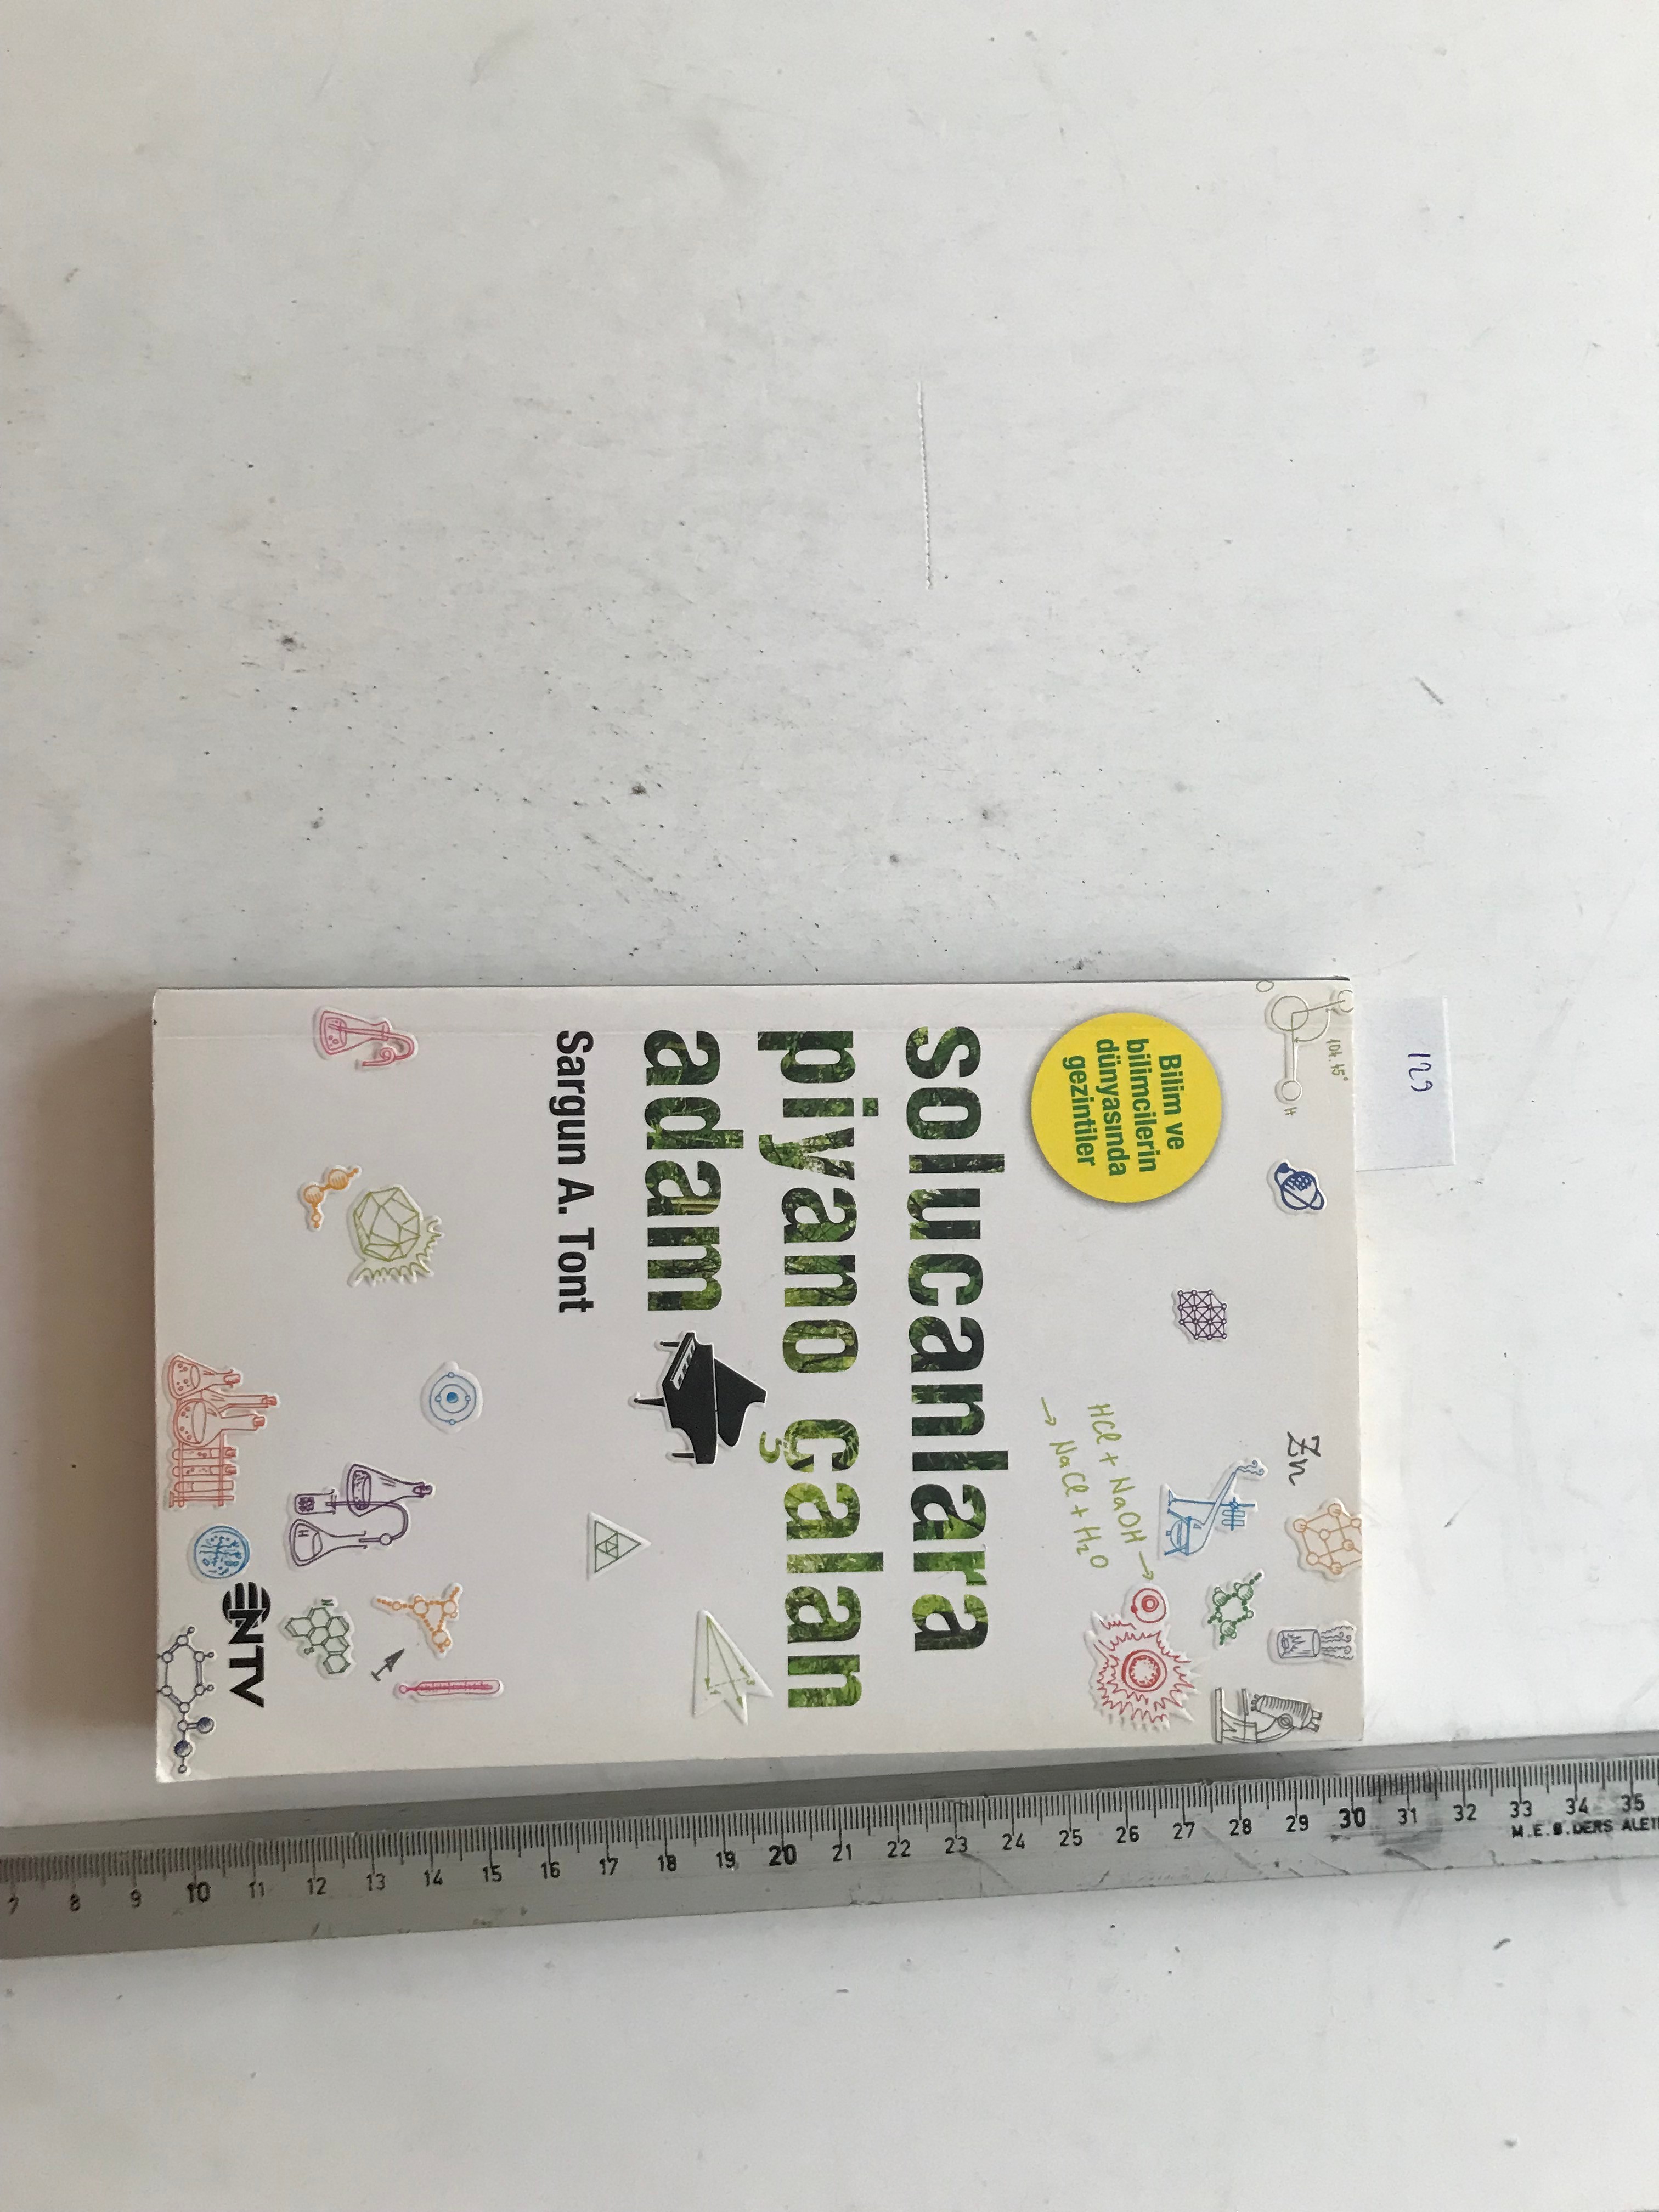 129
104.45°
H
Bilim ve
bilimcilerin
dünyasında
gezintiler
Zn
HCl + NaOH →
→ NaCl + H₂O
solucanlara
piyano çalan
adam
Sargun A. Tont
NTV
7 8 9 10 11 12 13 14 15 16 17 18 19 20 21 22 23 24 25 26 27 28 29 30 31 32 33 34 35
M.E.B. DERS ALETL